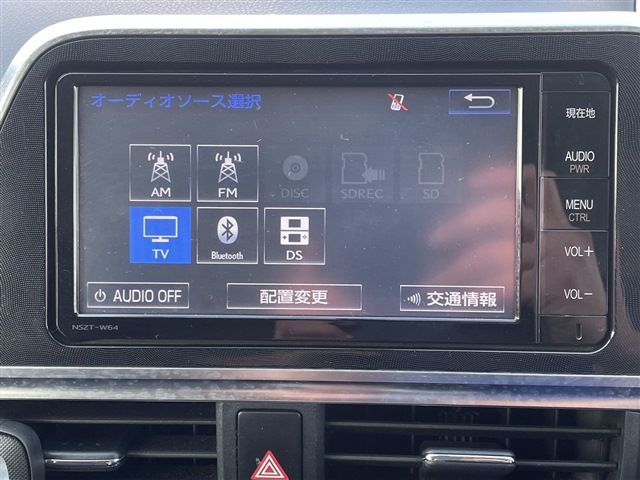 オーディオソース選択
AM
FM
DISC
SDREC
SD
TV
Bluetooth
DS
AUDIO OFF
配置変更
交通情報
NSZT-W64
現在地
AUDIO
PWR
MENU
CTRL
VOL+
VOL-